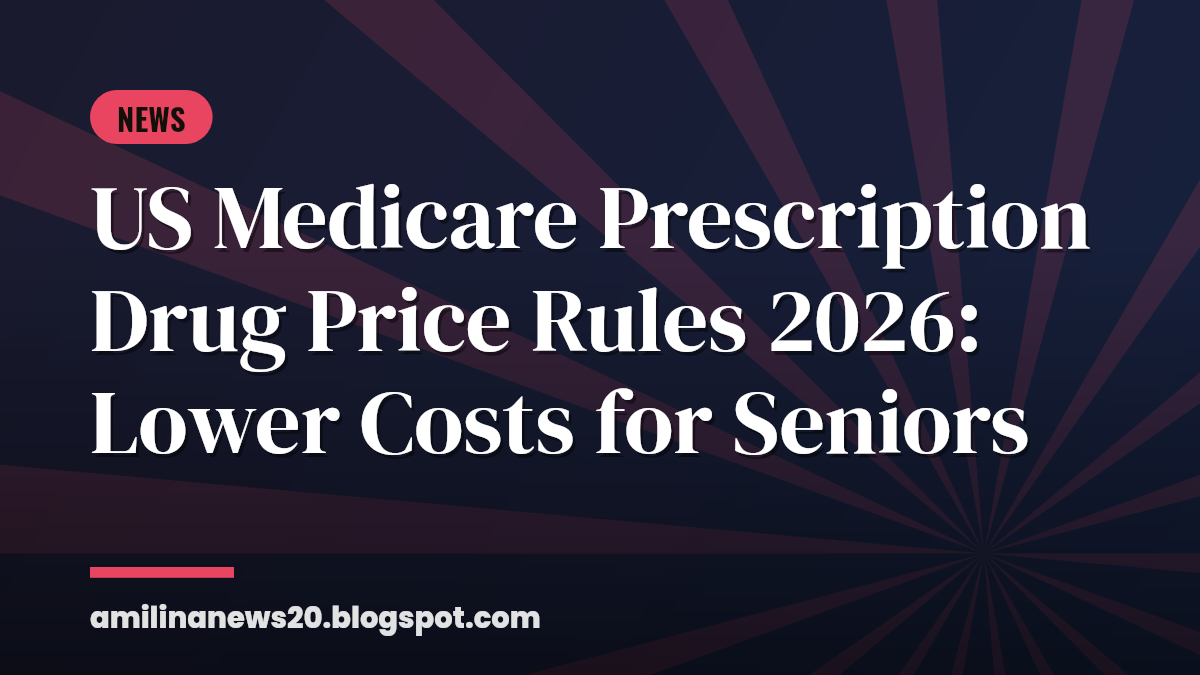 NEWS
US Medicare Prescription
Drug Price Rules 2026:
Lower Costs for Seniors
amilinanews20.blogspot.com